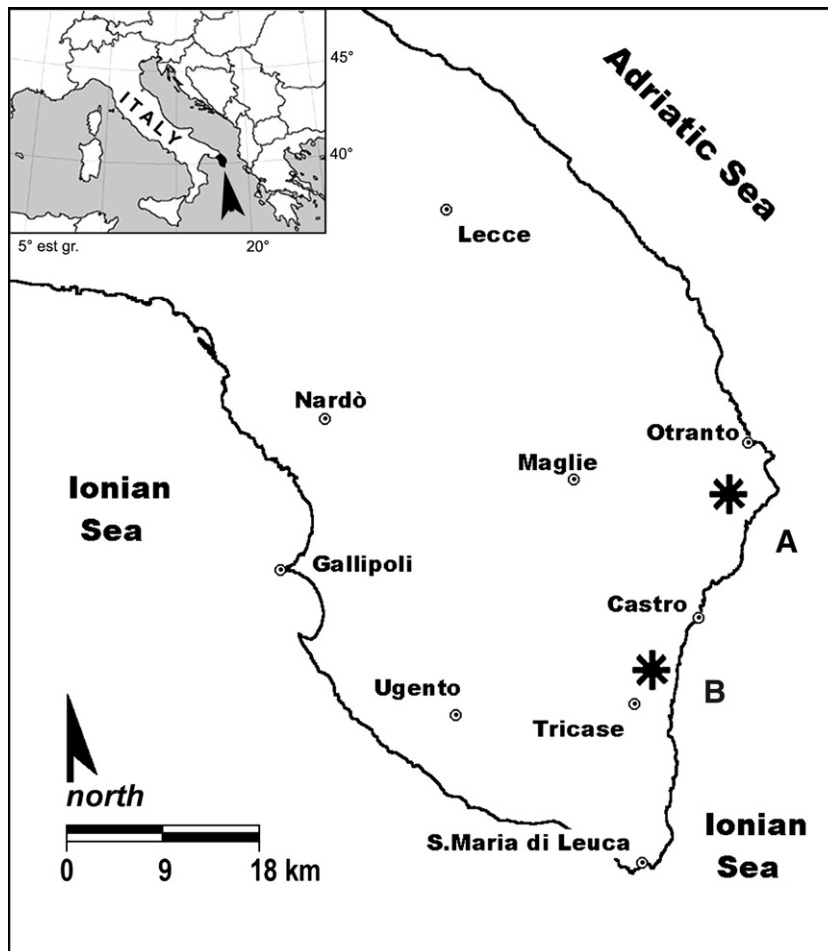 45°
ITALY
40°
5° est gr.
20°
Adriatic Sea
Lecce
Nardò
Otranto
Maglie
Ionian
Sea
A
Gallipoli
Castro
Ugento
B
Tricase
north
S.Maria di Leuca
Ionian
Sea
0 9 18 km